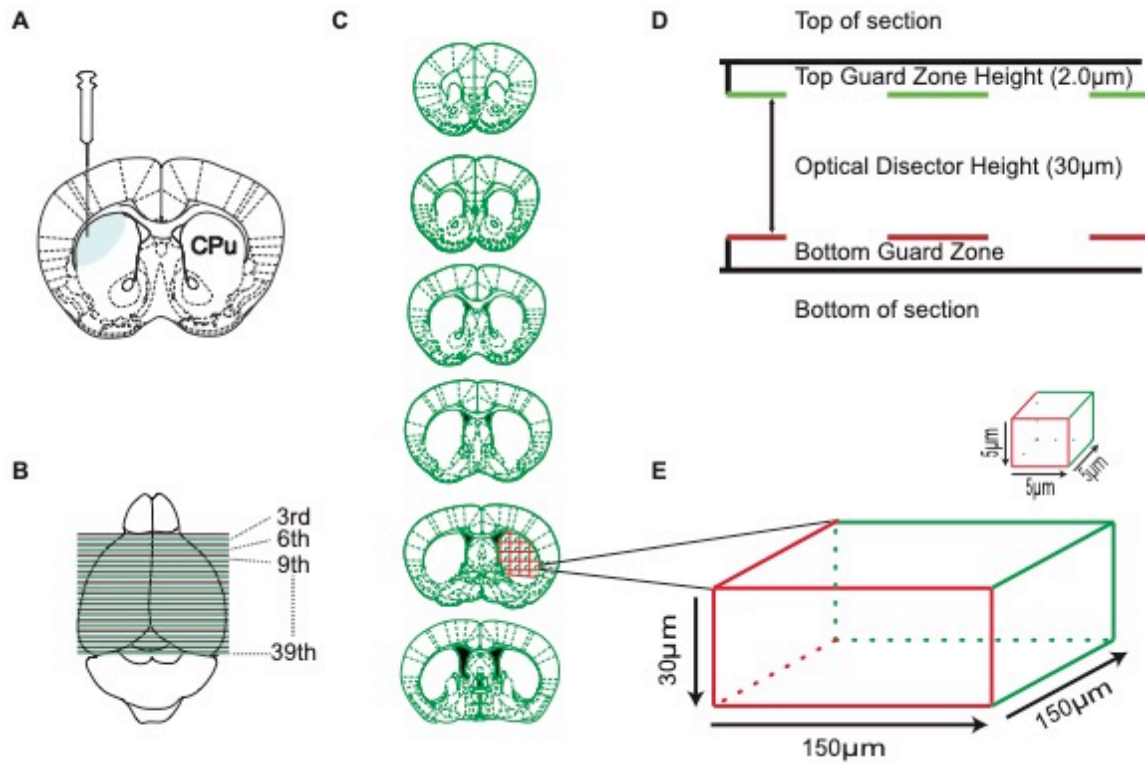 A
CPu
B
3rd
6th
9th
39th
C
D
Top of section
Top Guard Zone Height (2.0µm)
Optical Disector Height (30µm)
Bottom Guard Zone
Bottom of section
E
5µm
5µm
5µm
30µm
150µm
150µm